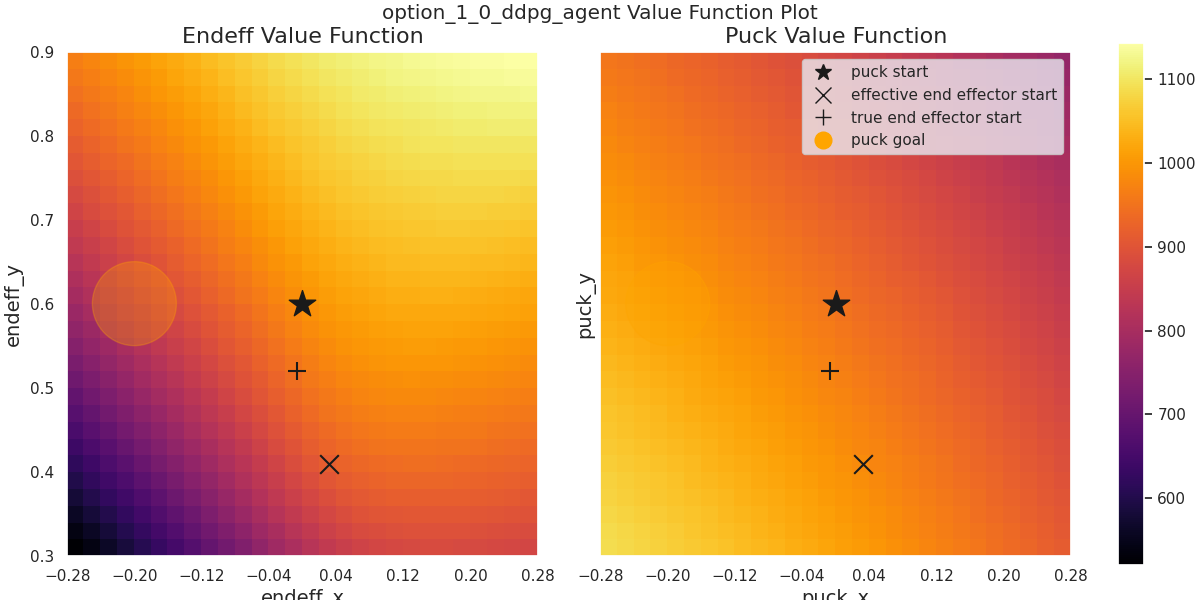 option_1_0_ddpg_agent Value Function Plot
Endeff Value Function
Puck Value Function
0.9
0.8
0.7
0.6
0.5
0.4
0.3
endeff_y
−0.28 −0.20 −0.12 −0.04 0.04 0.12 0.20 0.28
endeff_x
puck start
effective end effector start
true end effector start
puck goal
puck_y
−0.28 −0.20 −0.12 −0.04 0.04 0.12 0.20 0.28
puck_x
1100
1000
900
800
700
600